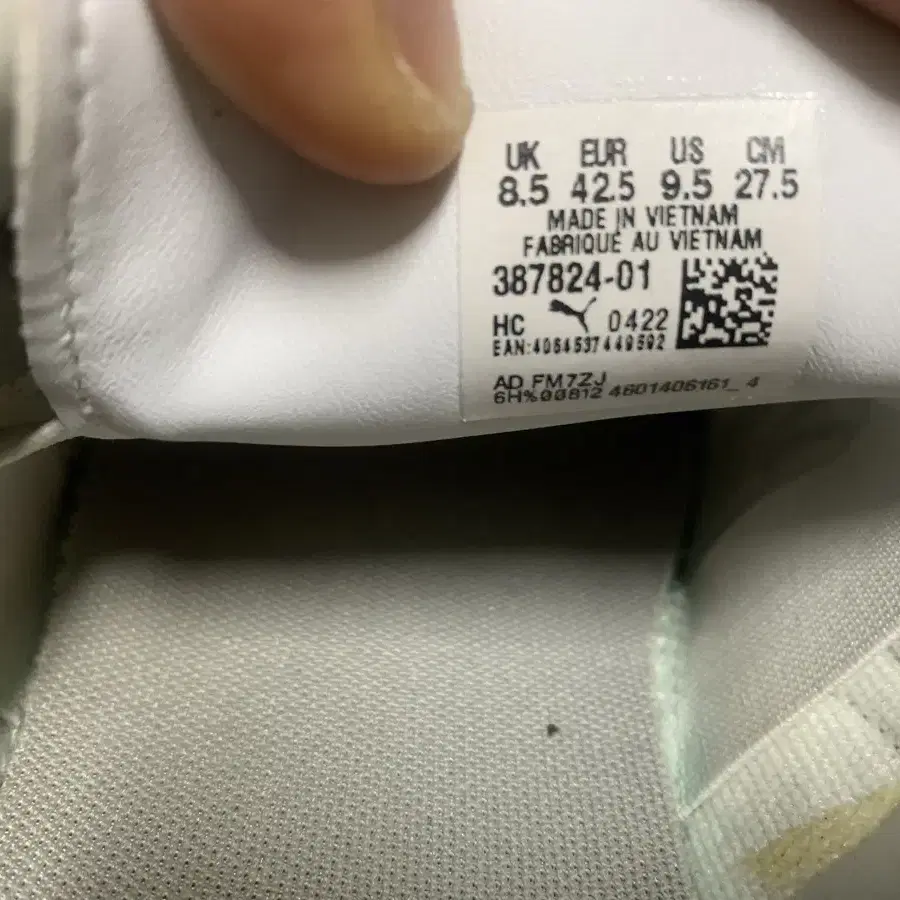 UK EUR US CM
8.5 42.5 9.5 27.5
MADE IN VIETNAM
FABRIQUÉ AU VIETNAM
387824-01
HC 0422
EAN:4064537449592
AD FM7ZJ
6H%00812 4601406161_ 4